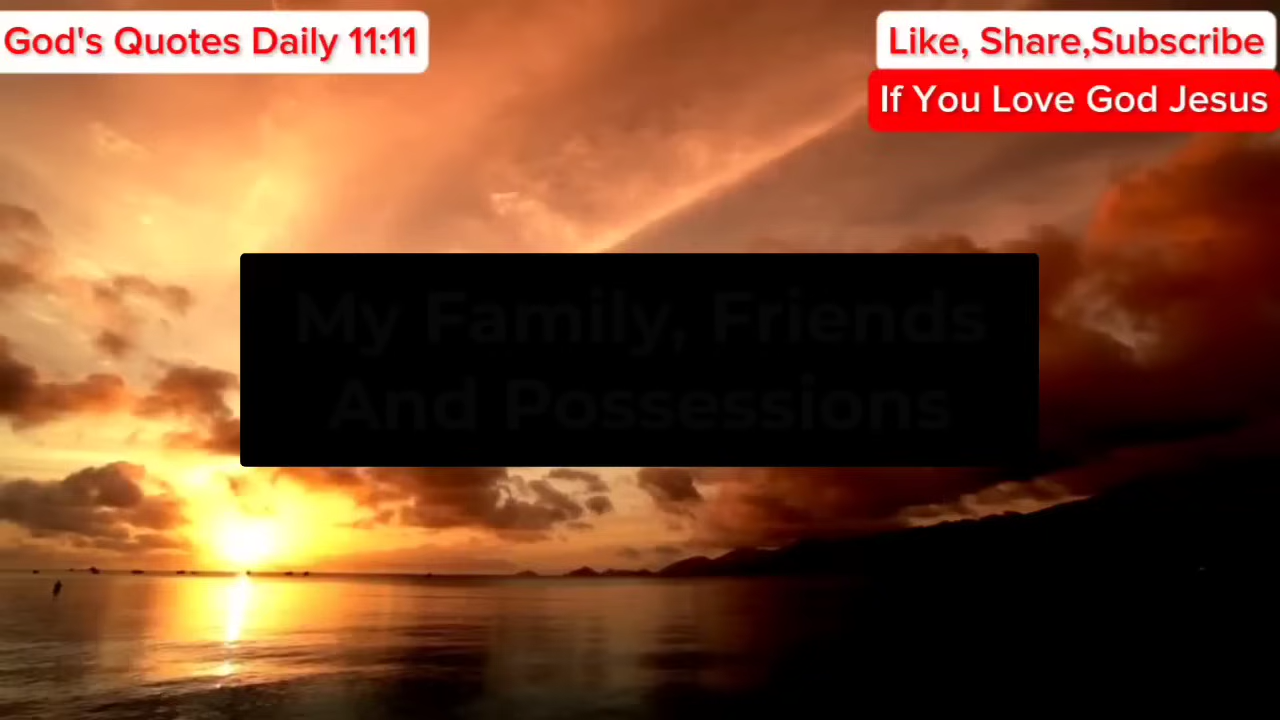 God's Quotes Daily 11:11
Like, Share,Subscribe
If You Love God Jesus
My Family, Friends
And Possessions